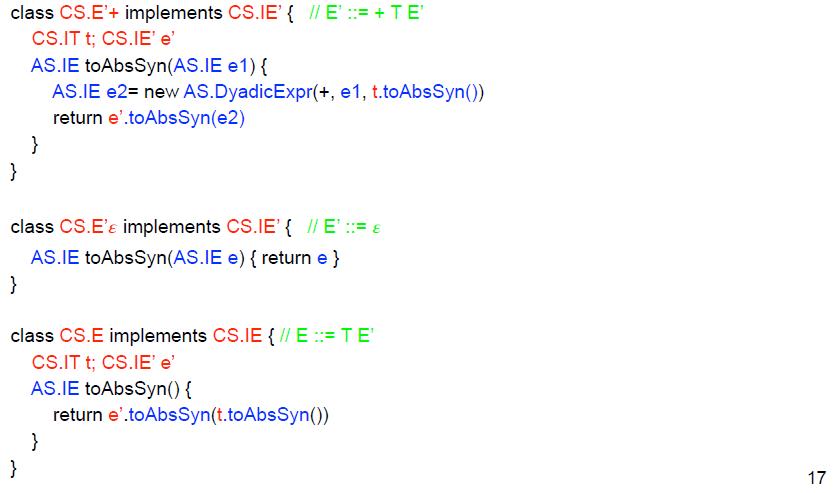 class CS.E’+ implements CS.IE’ { // E’ ::= + T E’
CS.IT t; CS.IE’ e’
AS.IE toAbsSyn(AS.IE e1) {
AS.IE e2= new AS.DyadicExpr(+, e1, t.toAbsSyn())
return e’.toAbsSyn(e2)
}
}
class CS.E’ε implements CS.IE’ { // E’ ::= ε
AS.IE toAbsSyn(AS.IE e) { return e }
}
class CS.E implements CS.IE { // E ::= T E’
CS.IT t; CS.IE’ e’
AS.IE toAbsSyn() {
return e’.toAbsSyn(t.toAbsSyn())
}
}
17